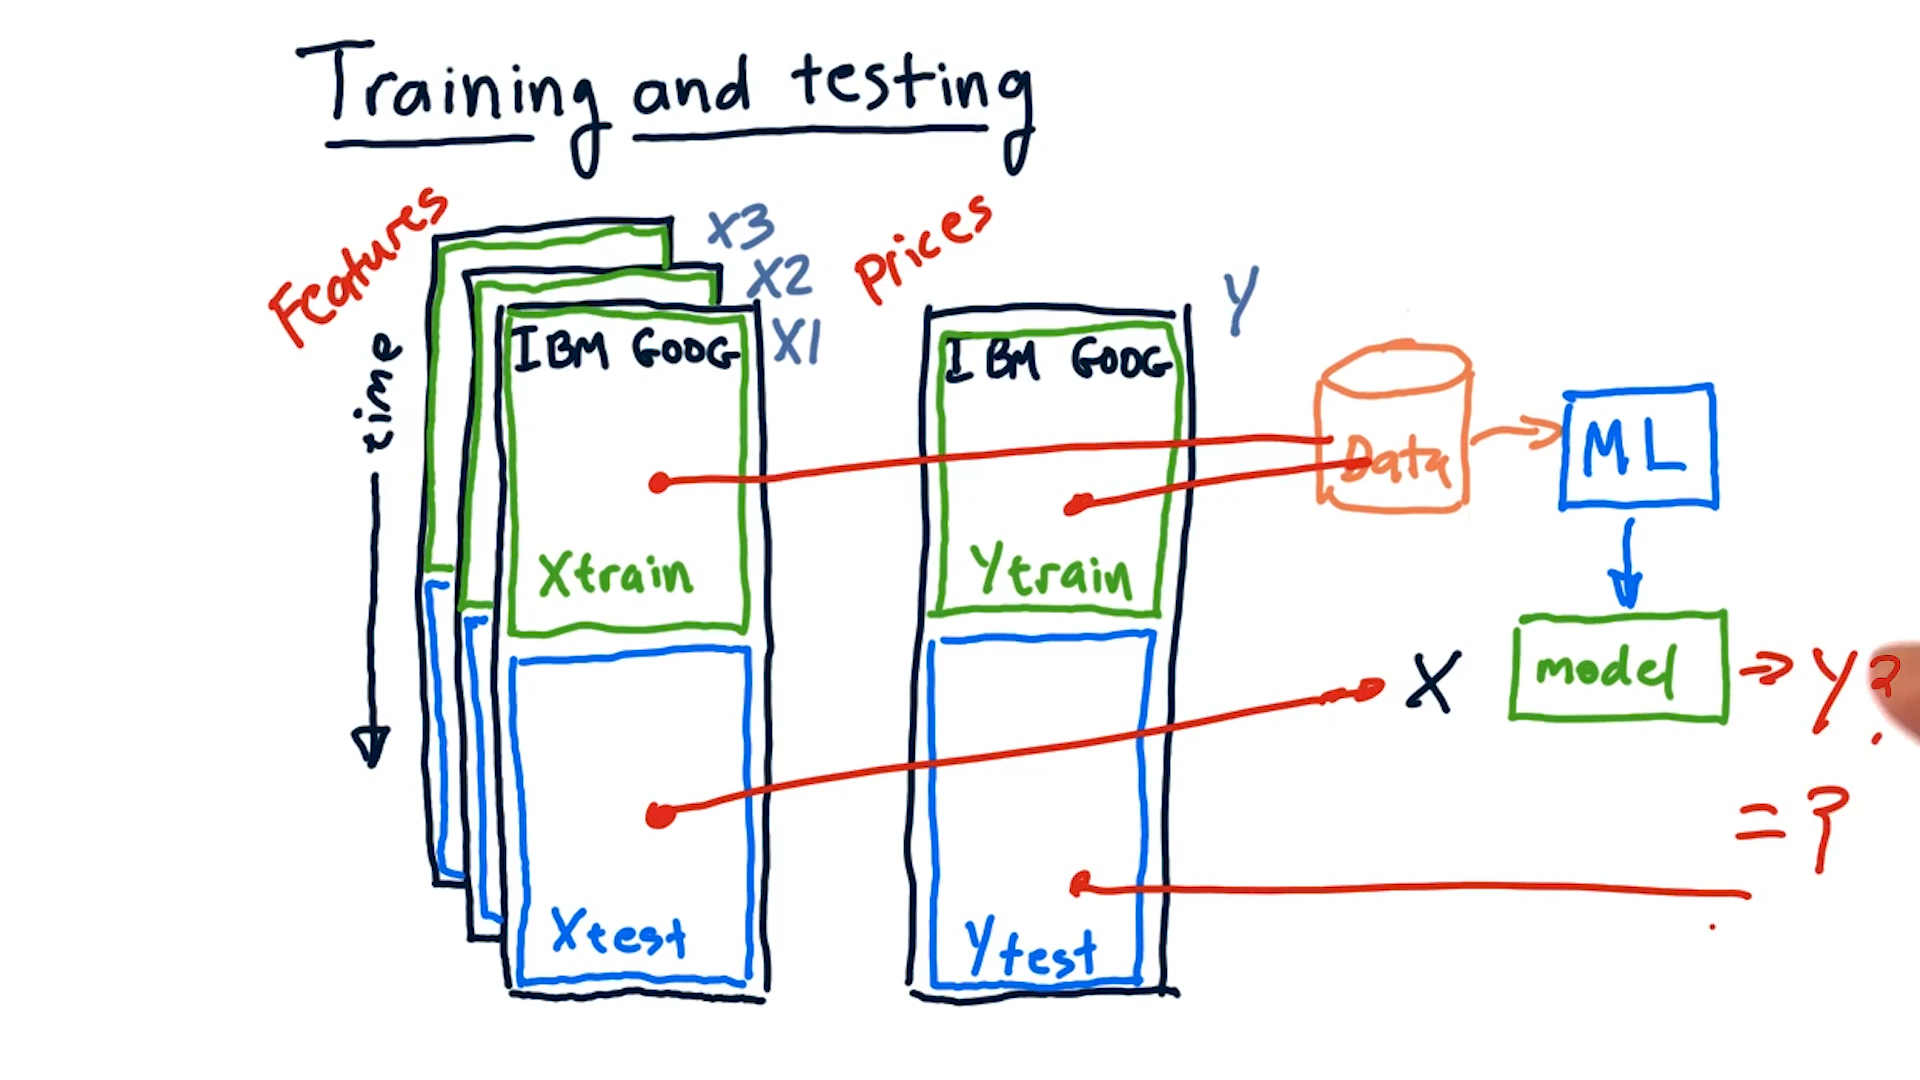 Training and testing
Features
Prices
X3
X2
X1
Y
time
IBM GOOG
IBM GOOG
Data
ML
Xtrain
Ytrain
X
model
Y?
= ?
Xtest
Ytest